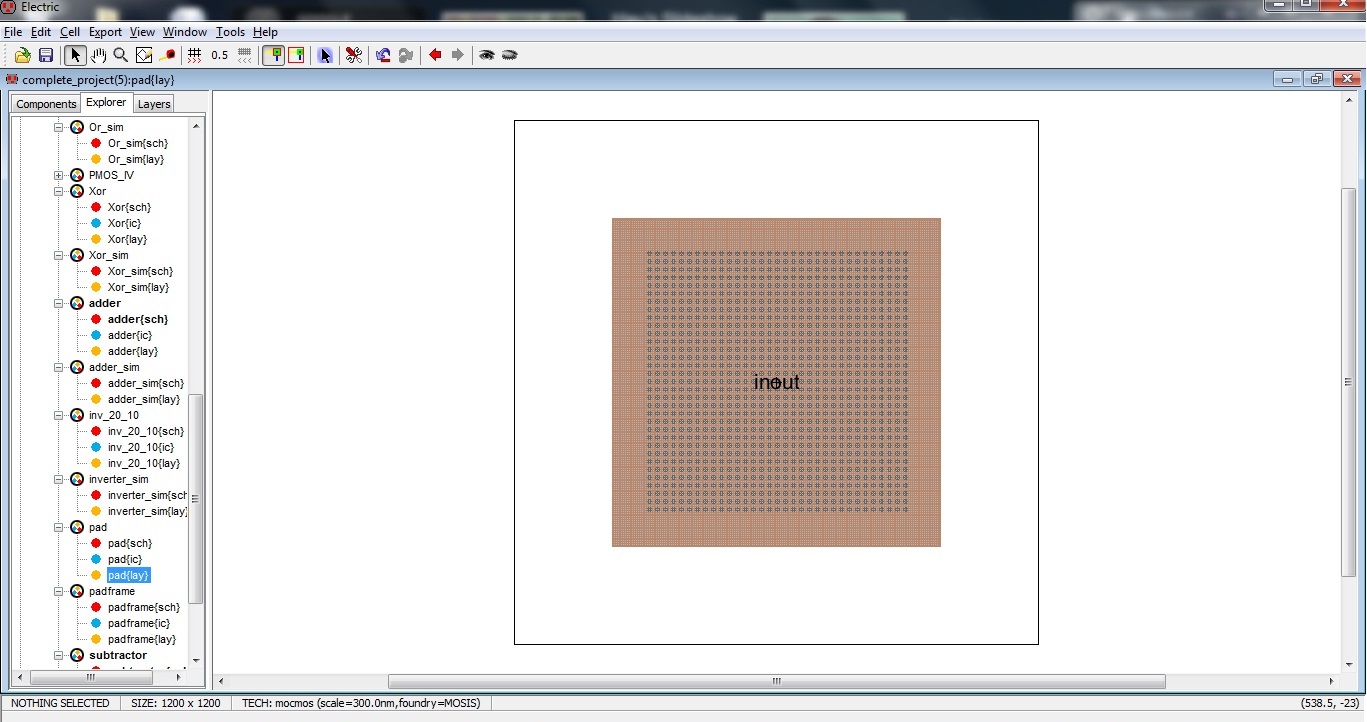 Electric
File Edit Cell Export View Window Tools Help
0.5
complete_project(5):pad{lay}
Components Explorer Layers
Or_sim
Or_sim{sch}
Or_sim{lay}
PMOS_IV
Xor
Xor{sch}
Xor{ic}
Xor{lay}
Xor_sim
Xor_sim{sch}
Xor_sim{lay}
adder
adder{sch}
adder{ic}
adder{lay}
adder_sim
adder_sim{sch}
adder_sim{lay}
inv_20_10
inv_20_10{sch}
inv_20_10{ic}
inv_20_10{lay}
inverter_sim
inverter_sim{sch
inverter_sim{lay}
pad
pad{sch}
pad{ic}
pad{lay}
padframe
padframe{sch}
padframe{ic}
padframe{lay}
subtractor
inout
NOTHING SELECTED SIZE: 1200 x 1200 TECH: mocmos (scale=300.0nm,foundry=MOSIS) (538.5, -23)